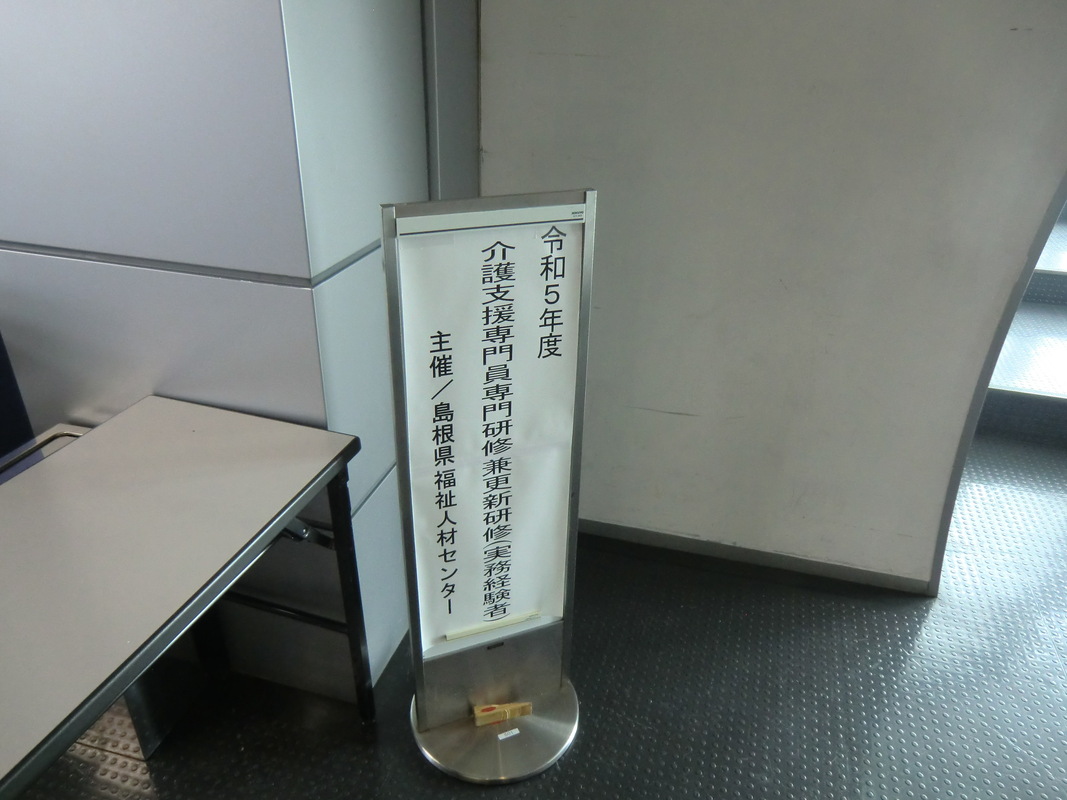 令和5年度
介護支援専門員専門研修兼更新研修(実務経験者)
主催/島根県福祉人材センター